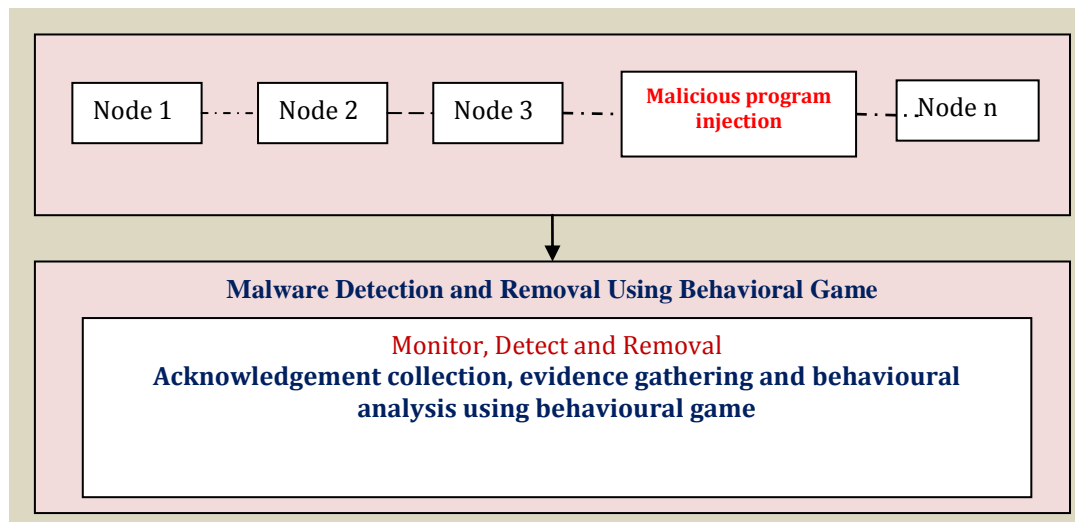 Node 1
Node 2
Node 3
Malicious program
injection
Node n
Malware Detection and Removal Using Behavioral Game
Monitor, Detect and Removal
Acknowledgement collection, evidence gathering and behavioural
analysis using behavioural game